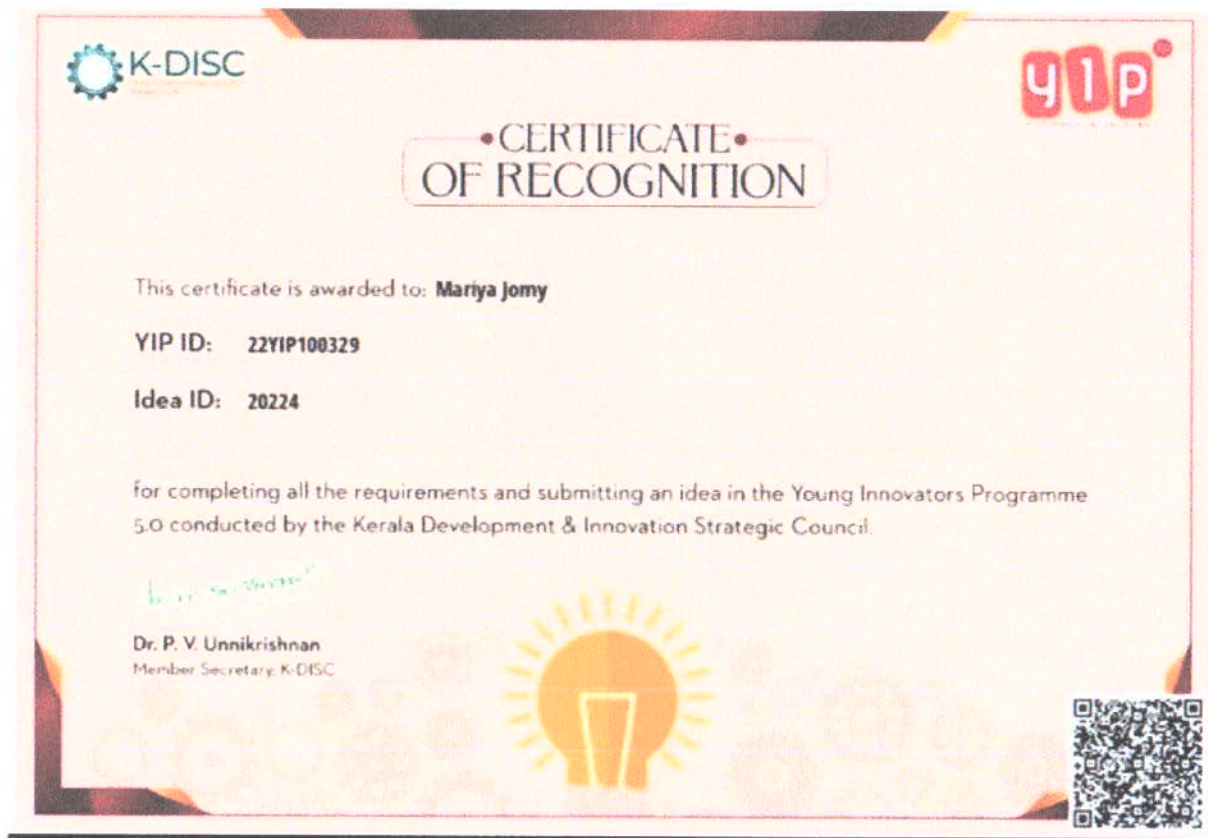 K-DISC
yip
•CERTIFICATE•
OF RECOGNITION
This certificate is awarded to: Mariya Jomy
YIP ID: 22YIP100329
Idea ID: 20224
for completing all the requirements and submitting an idea in the Young Innovators Programme
5.0 conducted by the Kerala Development & Innovation Strategic Council.
Dr. P. V. Unnikrishnan
Member Secretary, K-DISC